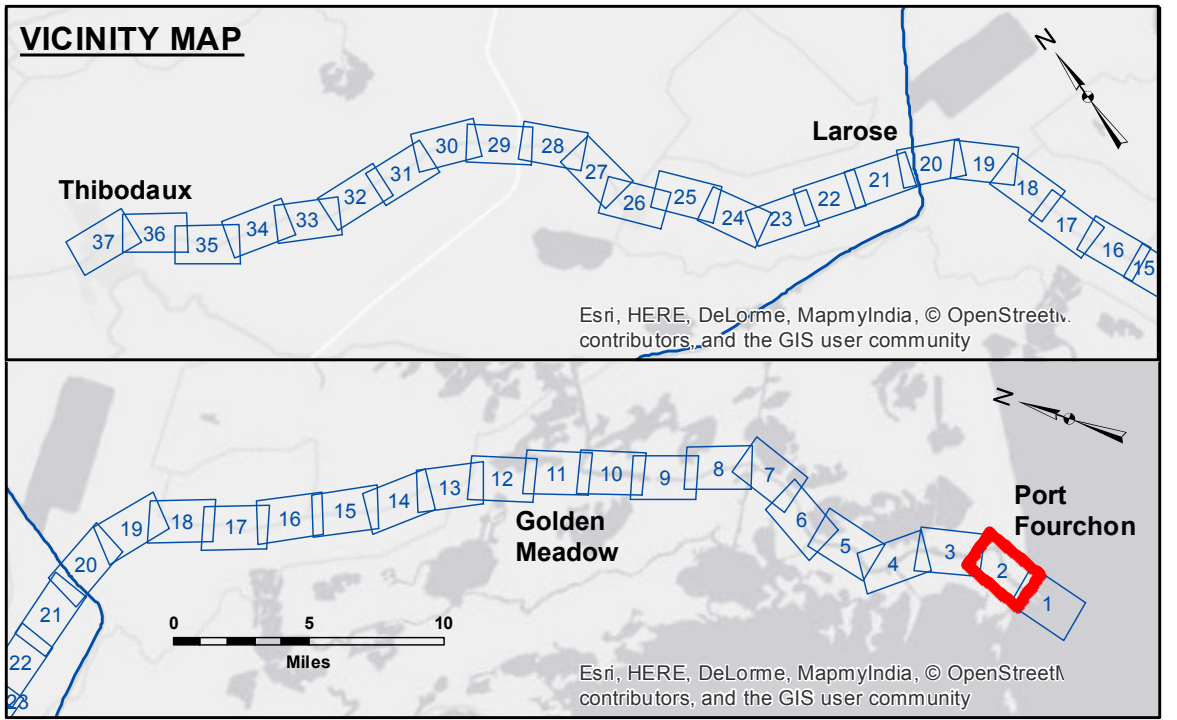 VICINITY MAP
N
Larose
Thibodaux
37 36 35 34 33 32 31 30 29 28 27 26 25 24 23 22 21 20 19 18 17 16 15
Esri, HERE, DeLorme, MapmyIndia, © OpenStreetM
contributors, and the GIS user community
N
Port
Fourchon
Golden
Meadow
23 22 21 20 19 18 17 16 15 14 13 12 11 10 9 8 7 6 5 4 3 2 1
0 5 10
Miles
Esri, HERE, DeLorme, MapmyIndia, © OpenStreetM
contributors, and the GIS user community